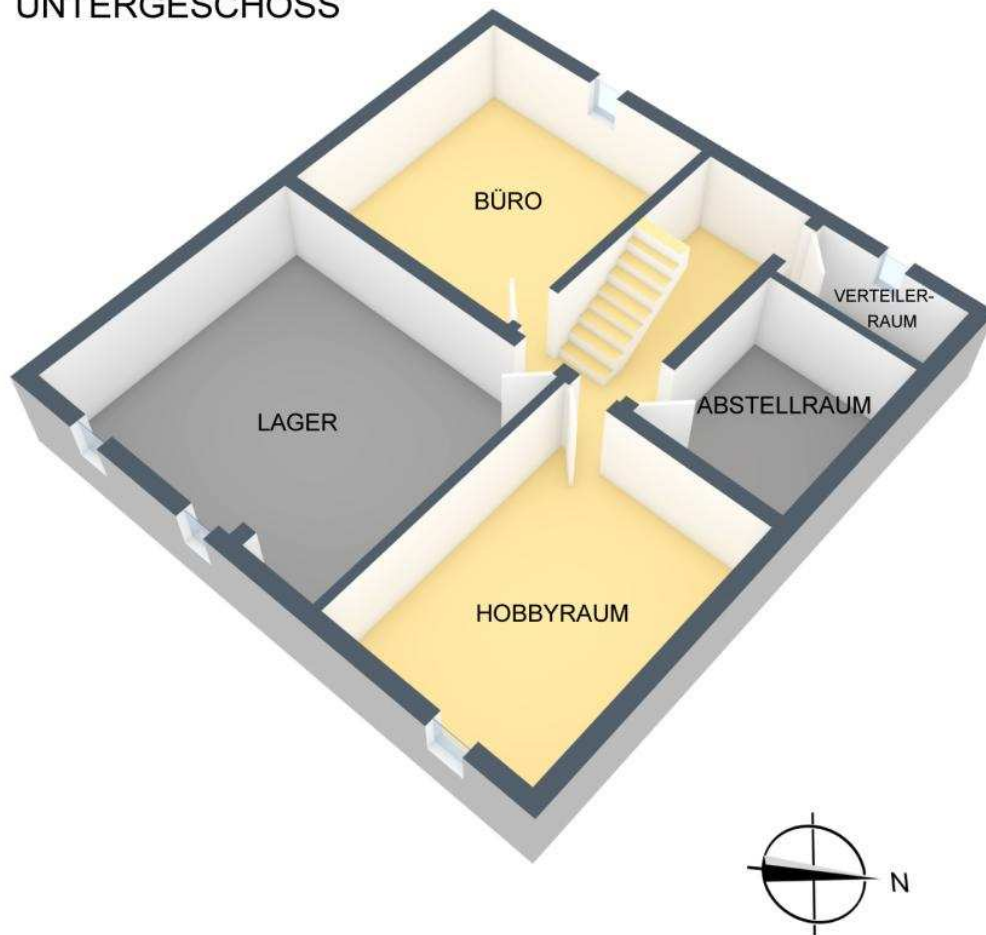 UNTERGESCHOSS
BÜRO
VERTEILER-
RAUM
ABSTELLRAUM
LAGER
HOBBYRAUM
N